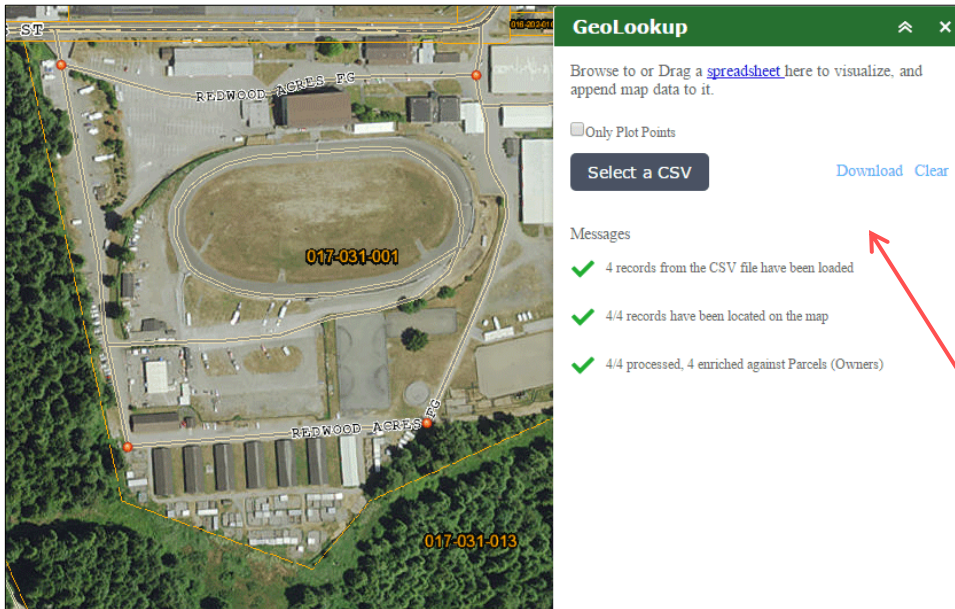 ST
REDWOOD ACRES FG
017-031-001
REDWOOD ACRES FG
017-031-013
GeoLookup
Browse to or Drag a spreadsheet here to visualize, and
append map data to it.
Only Plot Points
Select a CSV
Download Clear
Messages
4 records from the CSV file have been loaded
4/4 records have been located on the map
4/4 processed, 4 enriched against Parcels (Owners)